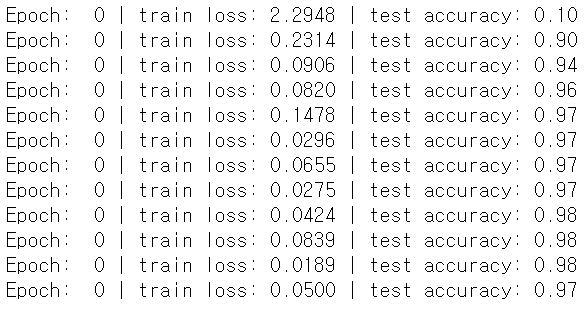 Epoch:  0 | train loss: 2.2948 | test accuracy: 0.10
Epoch:  0 | train loss: 0.2314 | test accuracy: 0.90
Epoch:  0 | train loss: 0.0906 | test accuracy: 0.94
Epoch:  0 | train loss: 0.0820 | test accuracy: 0.96
Epoch:  0 | train loss: 0.1478 | test accuracy: 0.97
Epoch:  0 | train loss: 0.0296 | test accuracy: 0.97
Epoch:  0 | train loss: 0.0655 | test accuracy: 0.97
Epoch:  0 | train loss: 0.0275 | test accuracy: 0.97
Epoch:  0 | train loss: 0.0424 | test accuracy: 0.98
Epoch:  0 | train loss: 0.0839 | test accuracy: 0.98
Epoch:  0 | train loss: 0.0189 | test accuracy: 0.98
Epoch:  0 | train loss: 0.0500 | test accuracy: 0.97